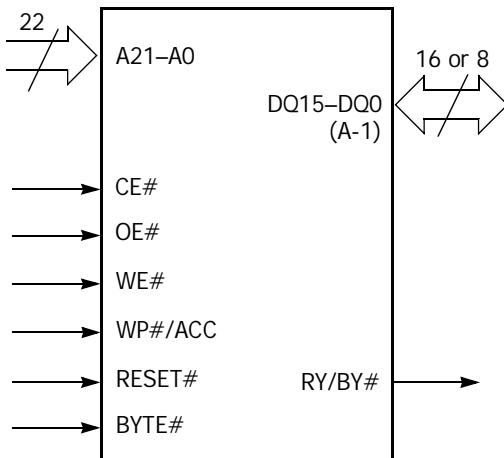 22
A21–A0
16 or 8
DQ15–DQ0
(A-1)
CE#
OE#
WE#
WP#/ACC
RESET#
RY/BY#
BYTE#